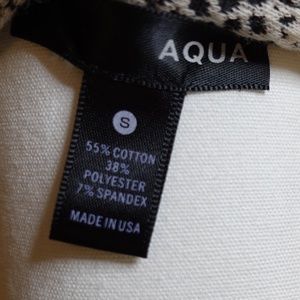 AQUA
S
55% COTTON
38%
POLYESTER
7% SPANDEX
MADE IN USA